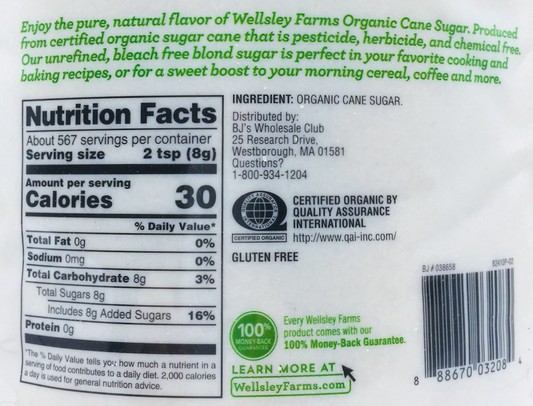 Enjoy the pure, natural flavor of Wellsley Farms Organic Cane Sugar. Produced
from certified organic sugar cane that is pesticide, herbicide, and chemical free.
Our unrefined, bleach free blond sugar is perfect in your favorite cooking and
baking recipes, or for a sweet boost to your morning cereal, coffee and more.
Nutrition Facts
About 567 servings per container
Serving size 2 tsp (8g)
Amount per serving
Calories 30
% Daily Value*
Total Fat 0g 0%
Sodium 0mg 0%
Total Carbohydrate 8g 3%
Total Sugars 8g
Includes 8g Added Sugars 16%
Protein 0g
*The % Daily Value tells you how much a nutrient in a
serving of food contributes to a daily diet. 2,000 calories
a day is used for general nutrition advice.
INGREDIENT: ORGANIC CANE SUGAR.
Distributed by:
BJ's Wholesale Club
25 Research Drive,
Westborough, MA 01581
Questions?
1-800-934-1204
QUALITY ASSURANCE
INTERNATIONAL
CERTIFIED ORGANIC
CERTIFIED ORGANIC BY
QUALITY ASSURANCE
INTERNATIONAL
http://www.qai-inc.com/
GLUTEN FREE
100%
MONEY-BACK
GUARANTEE
Every Wellsley Farms
product comes with our
100% Money-Back Guarantee.
LEARN MORE AT
WellsleyFarms.com
BJ # 038658 82410P-02
8 88670 03208 4